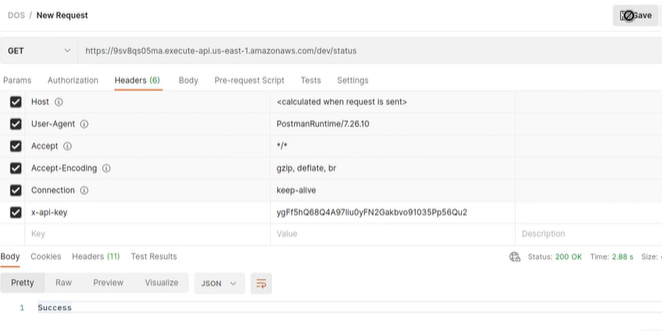 DOS / New Request
Save
GET https://9sv8qs05ma.execute-api.us-east-1.amazonaws.com/dev/status
Params Authorization Headers (6) Body Pre-request Script Tests Settings
Host <calculated when request is sent>
User-Agent PostmanRuntime/7.26.10
Accept */*
Accept-Encoding gzip, deflate, br
Connection keep-alive
x-api-key
Key Value Description
Body Cookies Headers (11) Test Results Status: 200 OK Time: 2.88 s Size:
Pretty Raw Preview Visualize JSON
1 Success